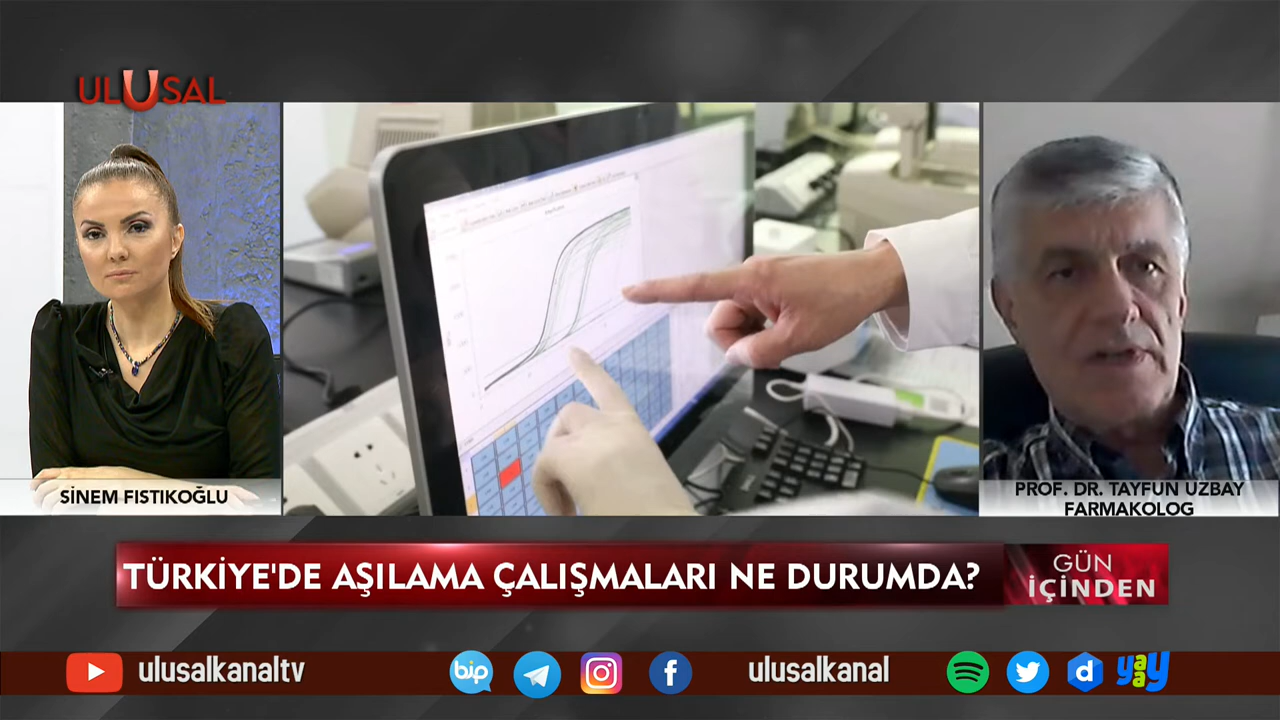 ULUSAL
SİNEM FISTIKOĞLU
PROF. DR. TAYFUN UZBAY
FARMAKOLOG
TÜRKİYE'DE AŞILAMA ÇALIŞMALARI NE DURUMDA?
GÜN
İÇİNDEN
ulusalkanaltv
bip
ulusalkanal
d
yaay